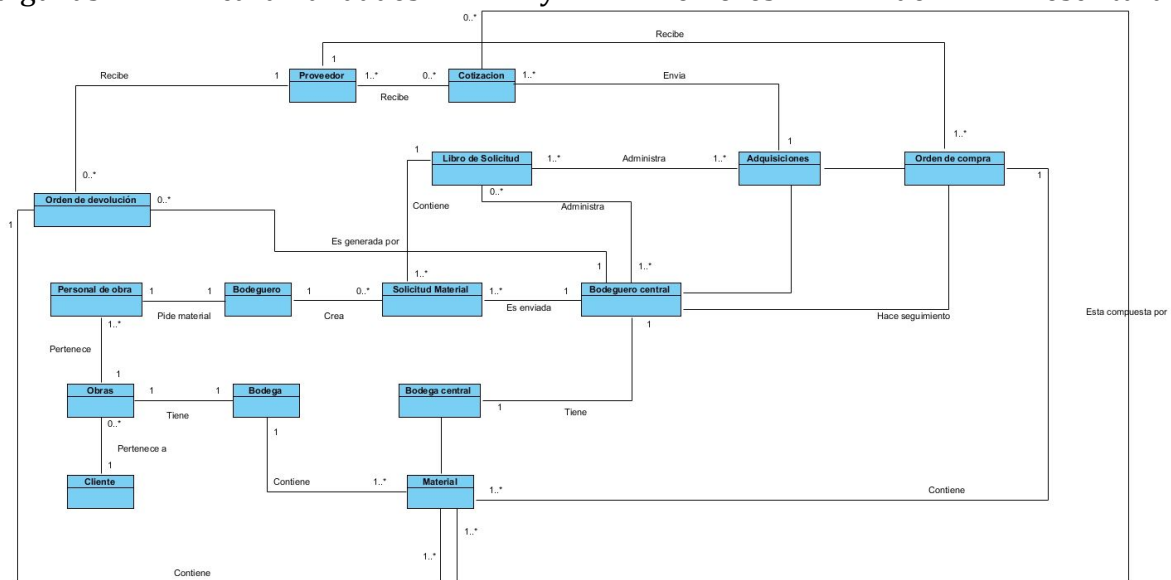 0..*
Recibe
1
Recibe
1
Proveedor
1..*
0..*
Cotizacion
1..*
Envia
Recibe
1
1..*
1
Libro de Solicitud
1..*
Administra
1..*
Adquisiciones
Orden de compra
0..*
0..*
1
Orden de devolución
0..*
Contiene
Administra
1
Es generada por
1..*
1
1..*
Personal de obra
1
1
Bodeguero
1
0..*
Solicitud Material
1..*
1
Bodeguero central
Pide material
Crea
Es enviada
Hace seguimiento
Esta compuesta por
1..*
1
Pertenece
1
Obras
1
1
Bodega
Bodega central
1
Tiene
Tiene
0..*
1
Pertenece a
1
Cliente
Contiene
1..*
Material
1..*
Contiene
1..*
1..*
Contiene